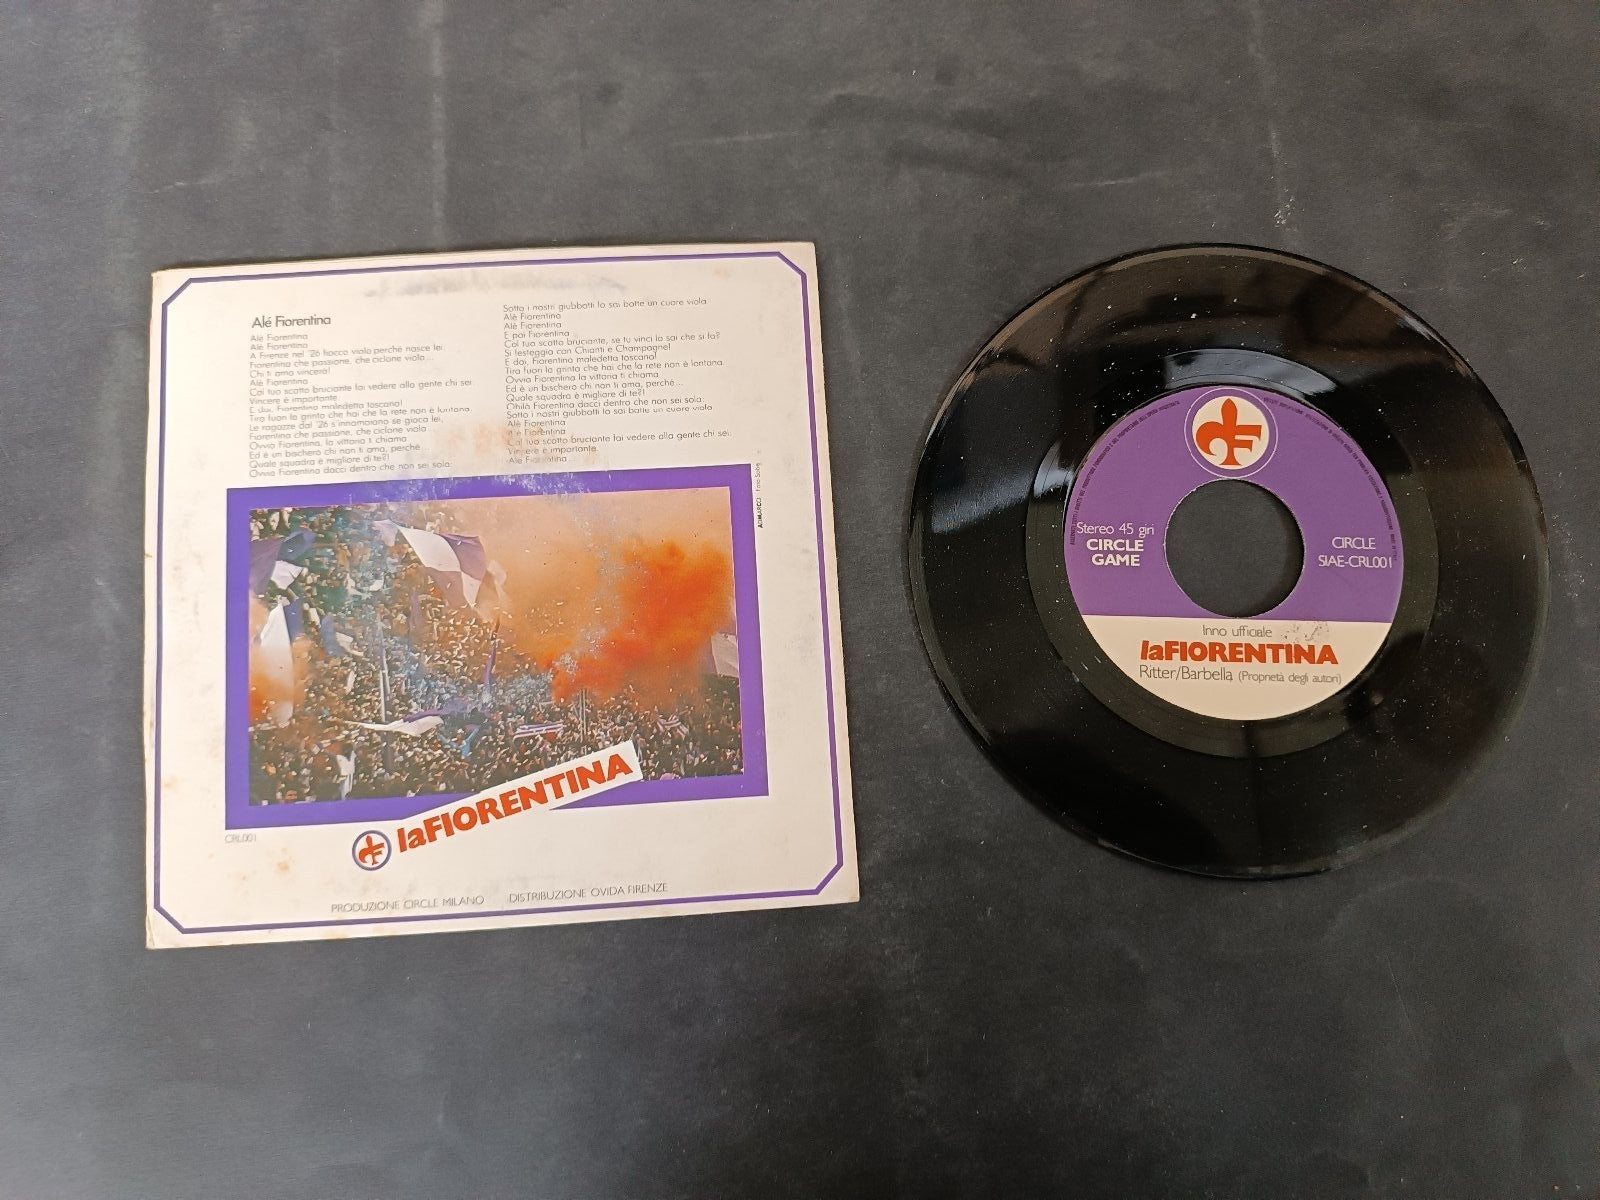 Alé Fiorentina
Alé Fiorentina
Alé Fiorentina
A Firenze nel '26 fiocco viola perché nasce lei.
Fiorentina che passione, che ciclone viola...
Chi ti ama vincerà!
Alé Fiorentina
Col tuo scatto bruciante fai vedere alla gente chi sei.
Vincere è importante.
E dai, Fiorentina maledetta toscana!
Tira fuori la grinta che hai che la rete non è lontana.
Le ragazze dal '26 s'innamorano se gioca lei,
Fiorentina che passione, che ciclone viola...
Ovvia Fiorentina, la vittoria ti chiama
Ed è un bischero chi non ti ama, perché
Quale squadra è migliore di te?!
Ovvia Fiorentina dacci dentro che non sei sola:
Sotto i nostri giubbotti lo sai batte un cuore viola.
Alé Fiorentina
Alé Fiorentina
E poi Fiorentina
Col tuo scatto bruciante, se tu vinci lo sai che si fa?
Si festeggia con Chianti e Champagne!
E dai, Fiorentina maledetta toscana!
Tira fuori la grinta che hai che la rete non è lontana.
Ovvia Fiorentina la vittoria ti chiama
Ed è un bischero chi non ti ama, perché...
Quale squadra è migliore di te?!
Ohilà Fiorentina dacci dentro che non sei sola:
Sotto i nostri giubbotti lo sai batte un cuore viola.
Alé Fiorentina
Alé Fiorentina
Col tuo scatto bruciante fai vedere alla gente chi sei.
Vincere è importante.
Alé Fiorentina...
ADMARCO Foto
laFIORENTINA
CRL001
PRODUZIONE CIRCLE MILANO DISTRIBUZIONE OVIDA FIRENZE
F
Stereo 45 giri
CIRCLE
GAME
CIRCLE
SIAE-CRL001
Inno ufficiale
laFIORENTINA
Ritter/Barbella (Proprietà degli autori)